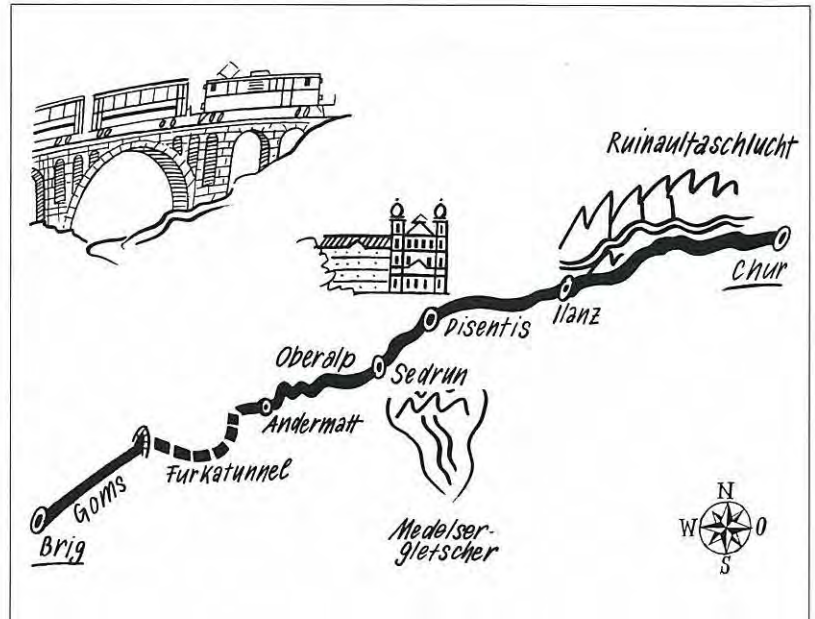 Ruinaultaschlucht
Chur
Ilanz
Disentis
Oberalp
Sedrun
Andermatt
Furkatunnel
Goms
Brig
Medelser-
gletscher
N
W O
S